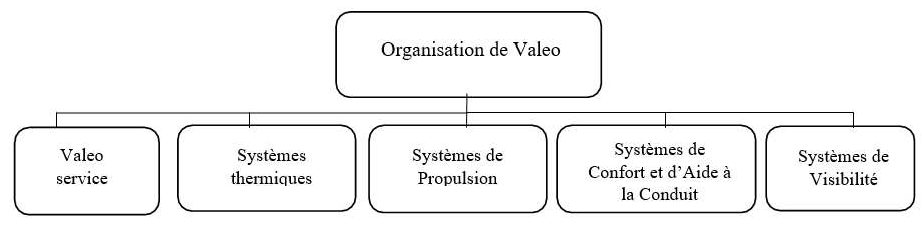 Organisation de Valeo
Valeo
service
Systèmes
thermiques
Systèmes de
Propulsion
Systèmes de
Confort et d’Aide à
la Conduit
Systèmes de
Visibilité